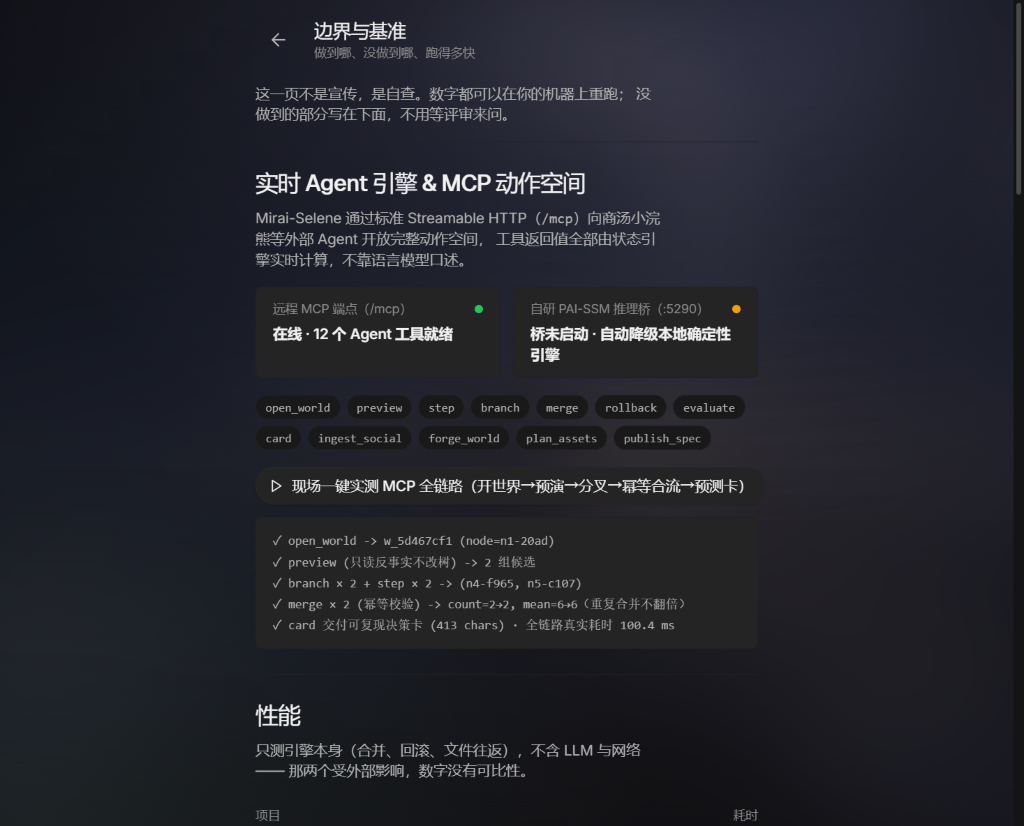 边界与基准
做到哪、没做到哪、跑得多快
这一页不是宣传，是自查。数字都可以在你的机器上重跑； 没
做到的部分写在下面，不用等评审来问。
实时 Agent 引擎 & MCP 动作空间
Mirai-Selene 通过标准 Streamable HTTP（/mcp）向商汤小浣
熊等外部 Agent 开放完整动作空间， 工具返回值全部由状态引
擎实时计算，不靠语言模型口述。
远程 MCP 端点（/mcp）
在线 · 12 个 Agent 工具就绪
自研 PAI-SSM 推理桥（:5290）
桥未启动 · 自动降级本地确定性
引擎
open_world preview step branch merge rollback evaluate
card ingest_social forge_world plan_assets publish_spec
▷ 现场一键实测 MCP 全链路（开世界→预演→分叉→幂等合流→预测卡）
✓ open_world -> w_5d467cf1 (node=n1-20ad)
✓ preview (只读反事实不改树) -> 2 组候选
✓ branch × 2 + step × 2 -> (n4-f965, n5-c107)
✓ merge × 2 (幂等校验) -> count=2→2, mean=6→6（重复合并不翻倍）
✓ card 交付可复现决策卡 (413 chars) · 全链路真实耗时 100.4 ms
性能
只测引擎本身（合并、回滚、文件往返），不含 LLM 与网络
—— 那两个受外部影响，数字没有可比性。
项目 耗时